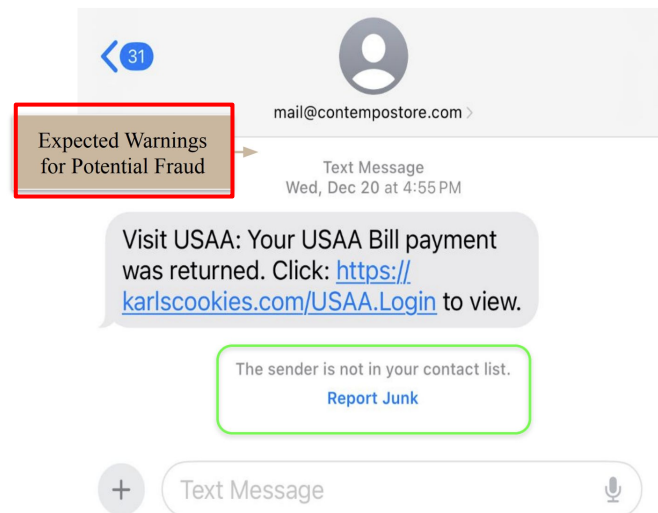 31
mail@contempostore.com
Expected Warnings
for Potential Fraud
Text Message
Wed, Dec 20 at 4:55 PM
Visit USAA: Your USAA Bill payment
was returned. Click: https://
karlscookies.com/USAA.Login to view.
The sender is not in your contact list.
Report Junk
Text Message